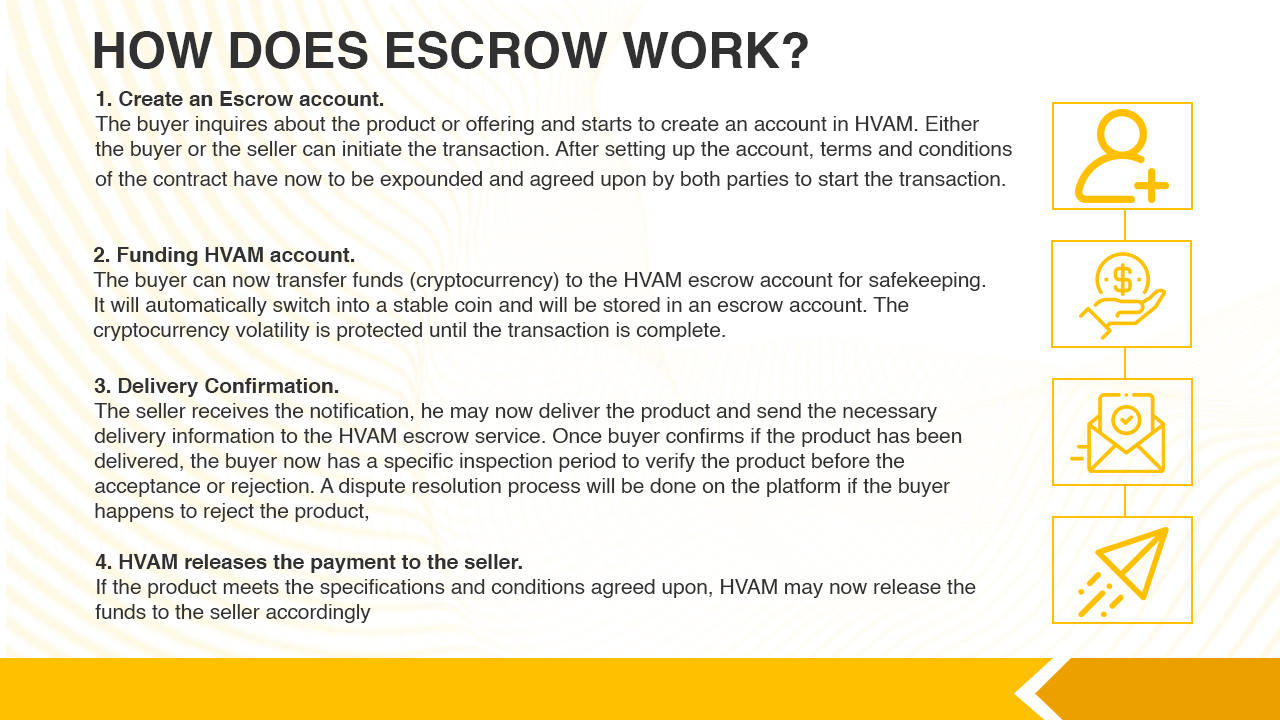 HOW DOES ESCROW WORK?
1. Create an Escrow account.
The buyer inquires about the product or offering and starts to create an account in HVAM. Either
the buyer or the seller can initiate the transaction. After setting up the account, terms and conditions
of the contract have now to be expounded and agreed upon by both parties to start the transaction.
2. Funding HVAM account.
The buyer can now transfer funds (cryptocurrency) to the HVAM escrow account for safekeeping.
It will automatically switch into a stable coin and will be stored in an escrow account. The
cryptocurrency volatility is protected until the transaction is complete.
3. Delivery Confirmation.
The seller receives the notification, he may now deliver the product and send the necessary
delivery information to the HVAM escrow service. Once buyer confirms if the product has been
delivered, the buyer now has a specific inspection period to verify the product before the
acceptance or rejection. A dispute resolution process will be done on the platform if the buyer
happens to reject the product,
4. HVAM releases the payment to the seller.
If the product meets the specifications and conditions agreed upon, HVAM may now release the
funds to the seller accordingly
$